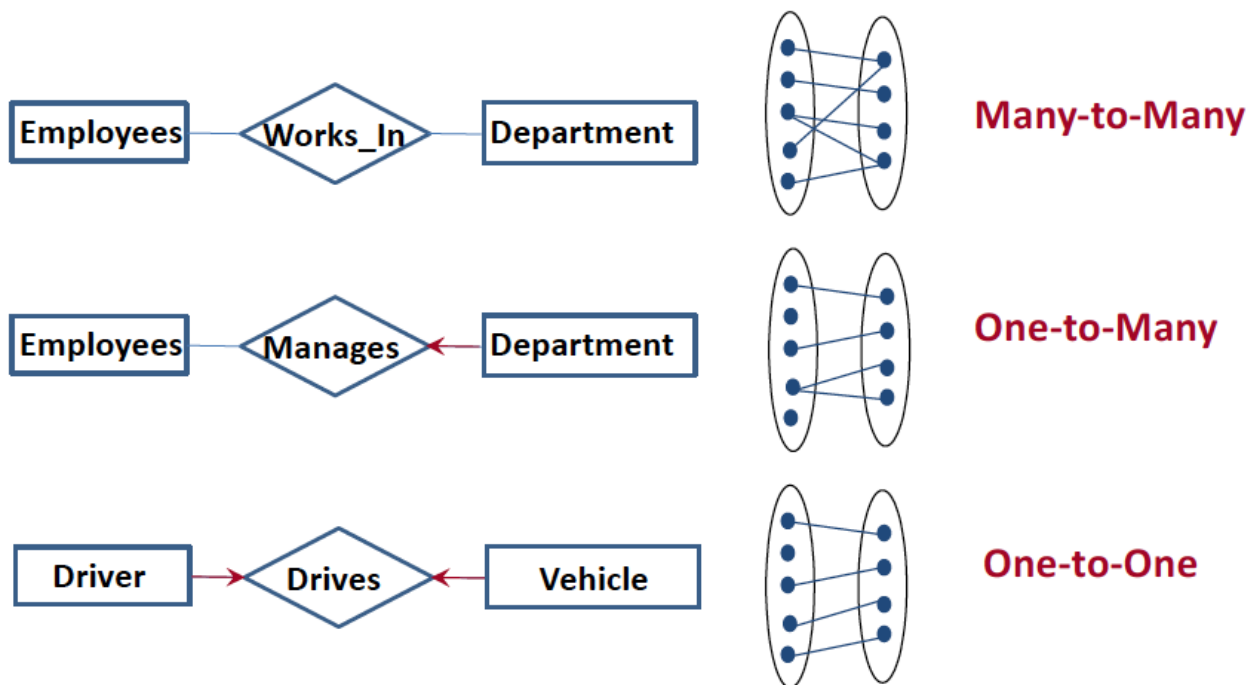 Employees
Works_In
Department
Many-to-Many
Employees
Manages
Department
One-to-Many
Driver
Drives
Vehicle
One-to-One